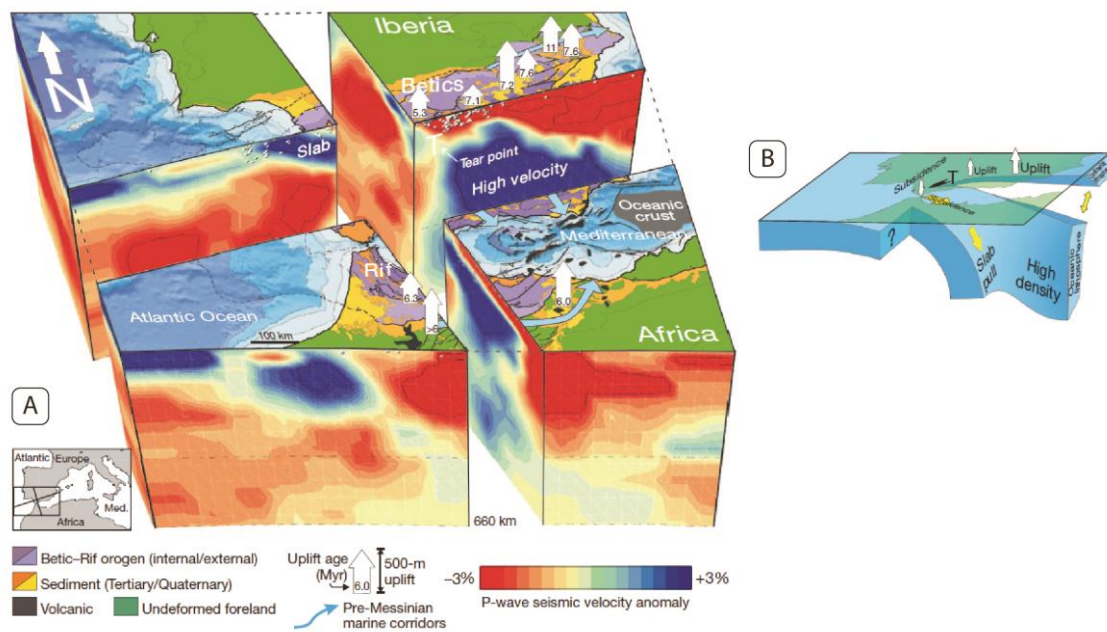 Iberia
11
7.6
7.6
7.2
Betics
5.3
7.1
N
Slab
T
Tear point
High velocity
Oceanic
crust
Mediterranean
Rif
6.3
>6
6.0
Atlantic Ocean
100 km
Africa
A
660 km
Atlantic Europe
Med.
Africa
Betic–Rif orogen (internal/external)
Sediment (Tertiary/Quaternary)
Volcanic
Undeformed foreland
Uplift age
(Myr)
6.0
500-m
uplift
Pre-Messinian
marine corridors
–3%
+3%
P-wave seismic velocity anomaly
B
Subsidence
T
Uplift
Uplift
?
Slab
pull
High
density
Oceanic
lithosphere